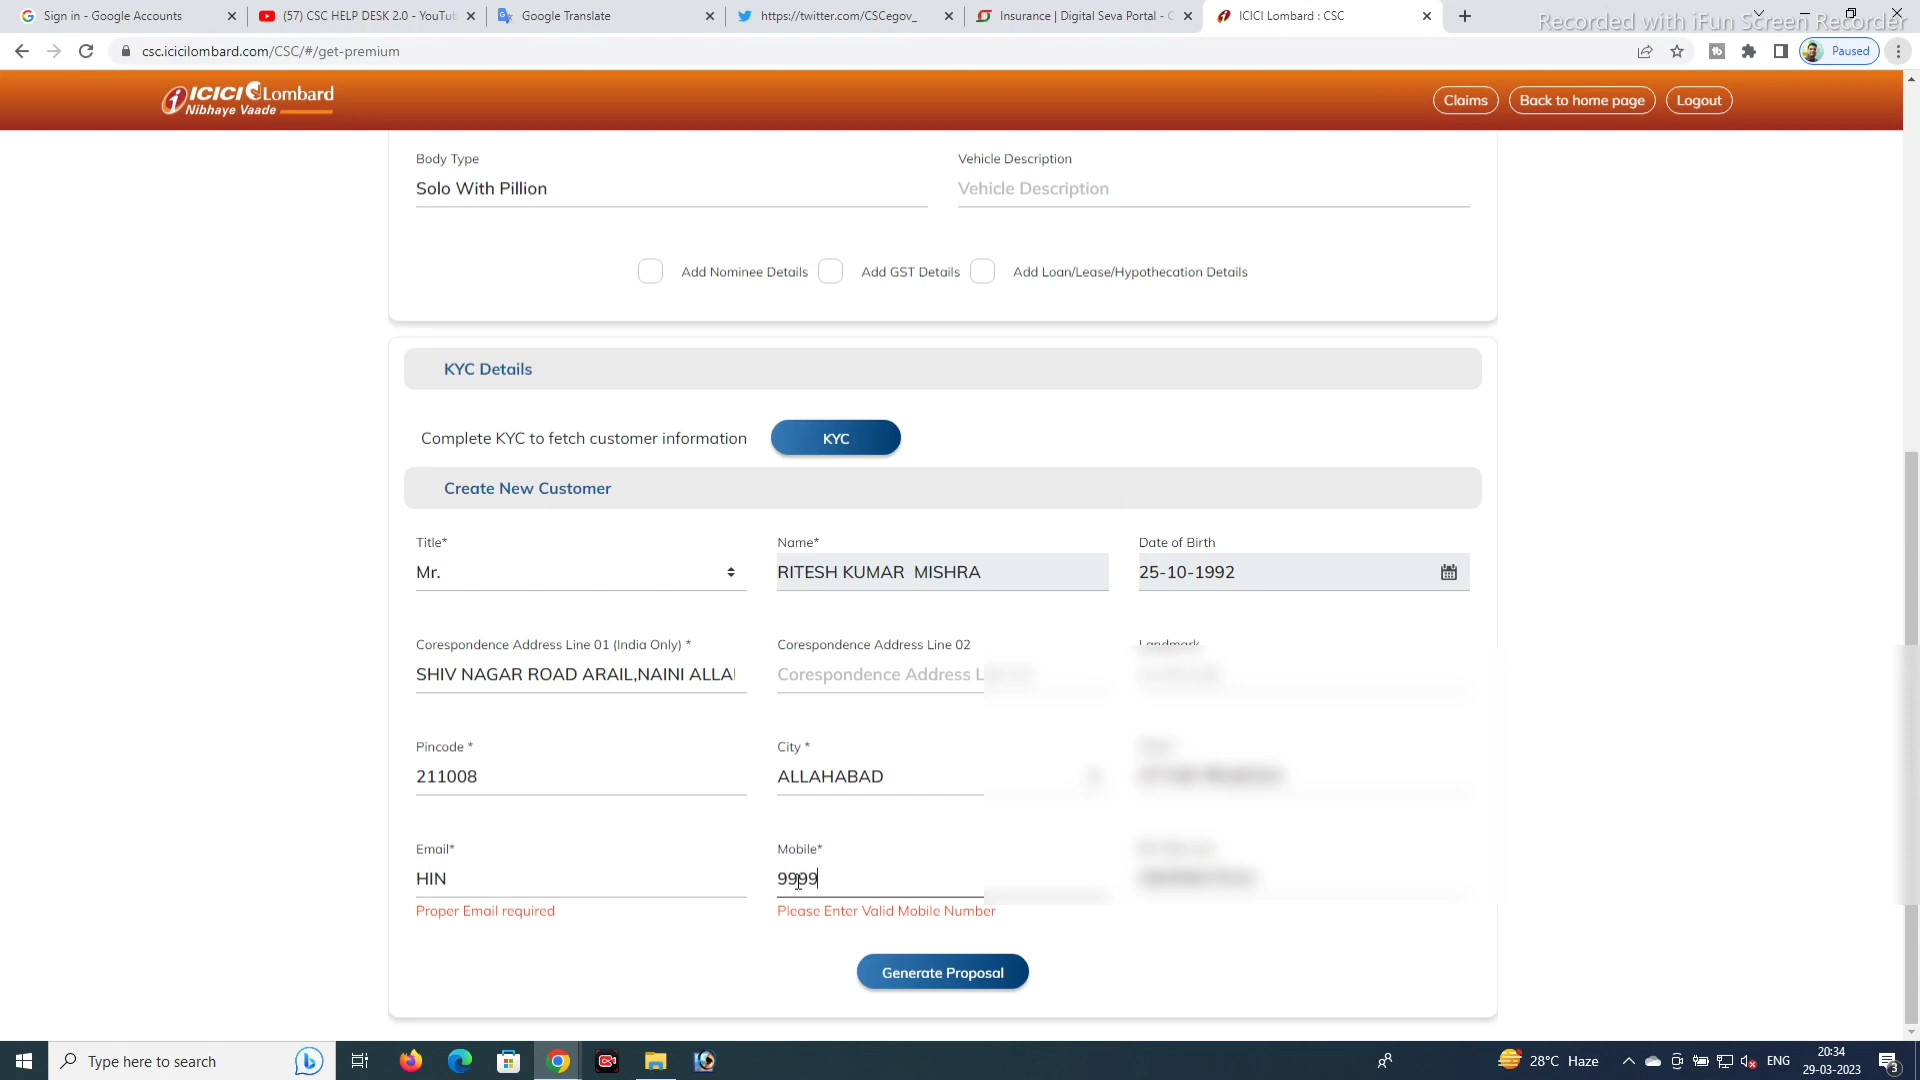 Sign in - Google Accounts
(57) CSC HELP DESK 2.0 - YouTub
Google Translate
https://twitter.com/CSCegov_
Insurance | Digital Seva Portal - C
ICICI Lombard : CSC
Recorded with iFun Screen Recorder
csc.icicilombard.com/CSC/#/get-premium
Paused
ICICI Lombard
Nibhaye Vaade
Claims
Back to home page
Logout
Body Type
Vehicle Description
Solo With Pillion
Vehicle Description
Add Nominee Details
Add GST Details
Add Loan/Lease/Hypothecation Details
KYC Details
Complete KYC to fetch customer information
KYC
Create New Customer
Title*
Name*
Date of Birth
Mr.
RITESH KUMAR MISHRA
25-10-1992
Corespondence Address Line 01 (India Only) *
Corespondence Address Line 02
Landmark
SHIV NAGAR ROAD ARAIL,NAINI ALLA
Corespondence Address L
Pincode *
City *
211008
ALLAHABAD
Email*
Mobile*
HIN
9999
Proper Email required
Please Enter Valid Mobile Number
Generate Proposal
Type here to search
28°C Haze
ENG
20:34
29-03-2023
3